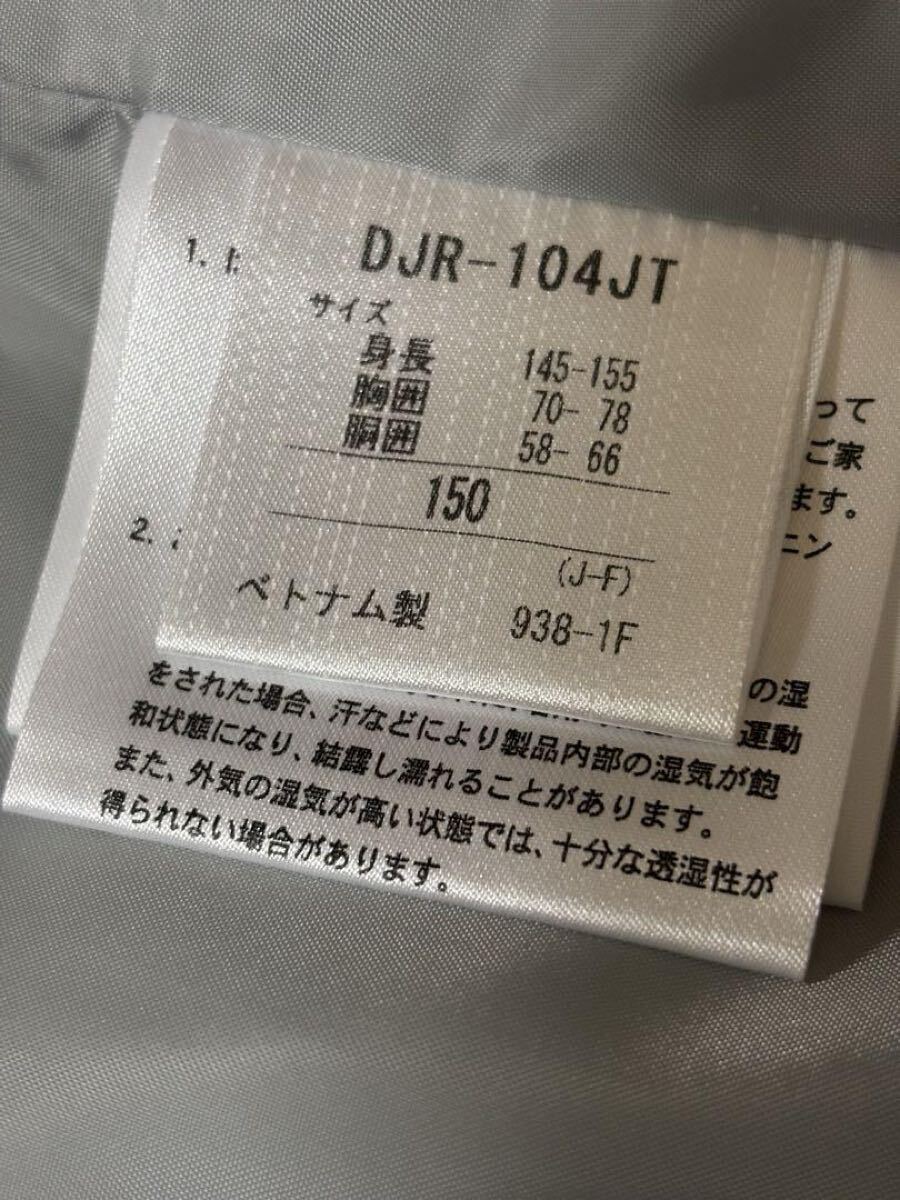 DJR-104JT
サイズ
身長 145-155
胸囲 70- 78
胴囲 58- 66
150
(J-F)
ベトナム製 938-1F
1.
って
ご家
ます。
2.
ニン
の湿
をされた場合、汗などにより製品内部の湿気が飽
運動
和状態になり、結露し濡れることがあります。
また、外気の湿気が高い状態では、十分な透湿性が
得られない場合があります。